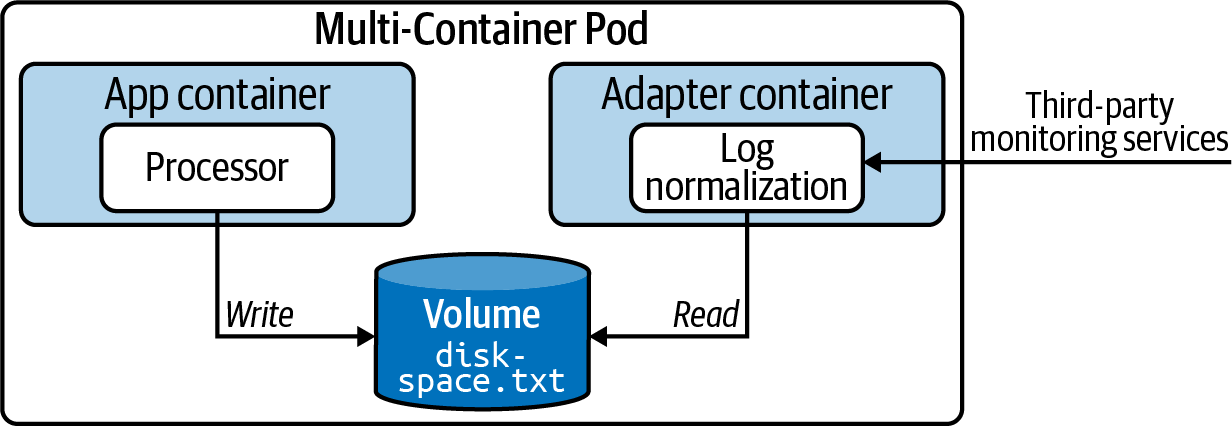 Multi-Container Pod
App container
Processor
Adapter container
Log
normalization
Third-party
monitoring services
Write
Volume
disk-
space.txt
Read